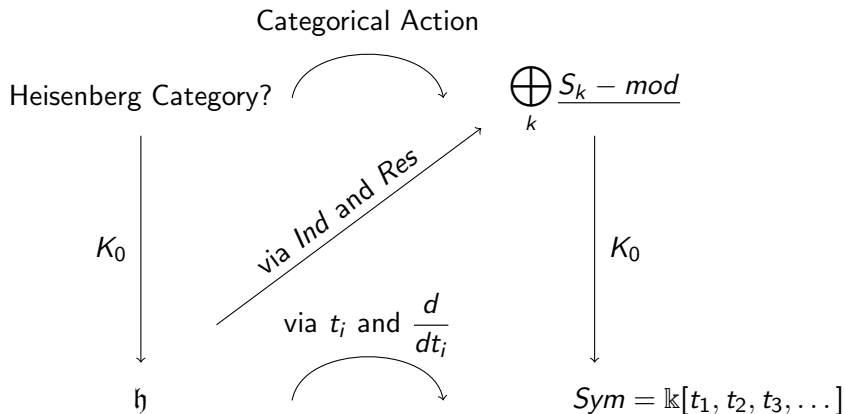 Categorical Action
Heisenberg Category?
⨁ S_k − mod
k
via Ind and Res
K_0
K_0
via t_i and d/dt_i
𝔥
Sym = 𝕜[t_1, t_2, t_3, . . . ]